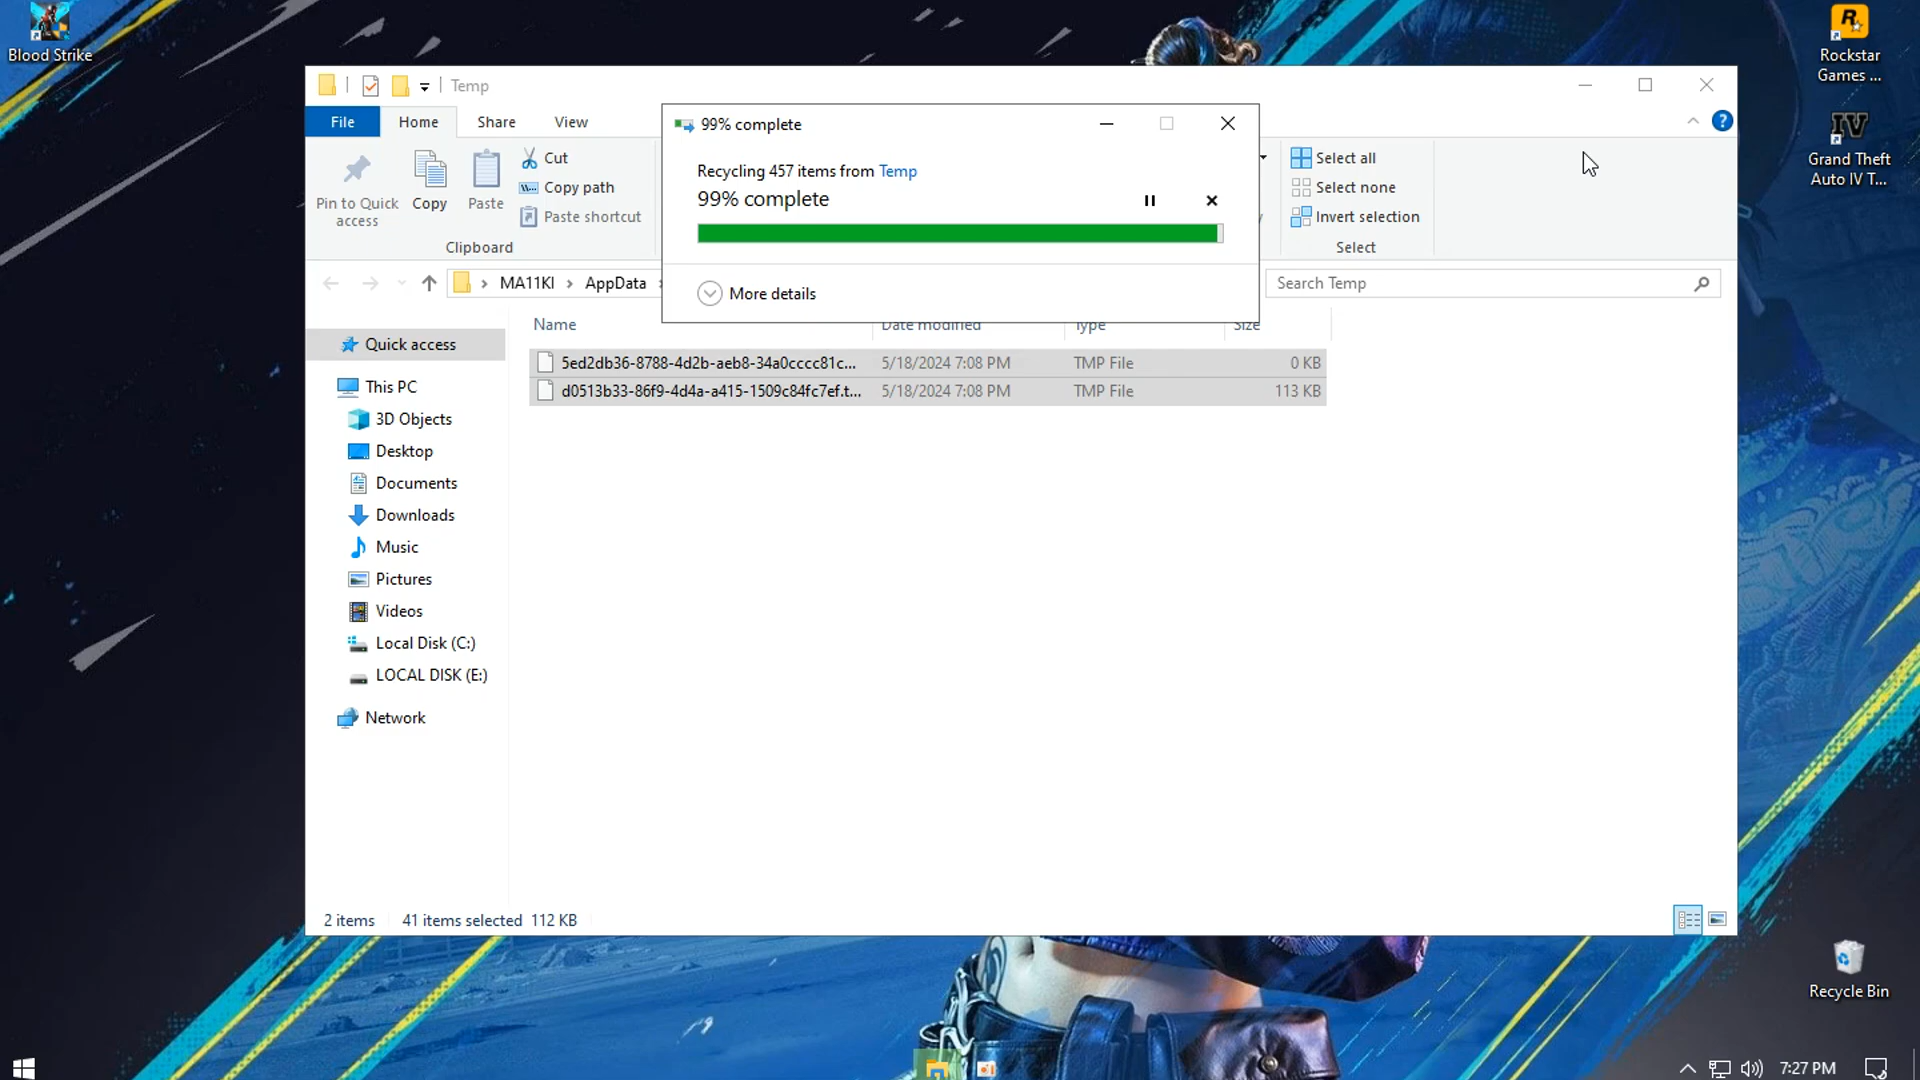 Blood Strike
Rockstar
Games ...
Grand Theft
Auto IV T...
Temp
File
Home
Share
View
Pin to Quick
access
Copy
Paste
Cut
Copy path
Paste shortcut
Clipboard
Select all
Select none
Invert selection
Select
99% complete
Recycling 457 items from Temp
99% complete
More details
MA11KI
AppData
Search Temp
Name
Date modified
Type
Size
5ed2db36-8788-4d2b-aeb8-34a0cccc81c...
5/18/2024 7:08 PM
TMP File
0 KB
d0513b33-86f9-4d4a-a415-1509c84fc7ef.t...
5/18/2024 7:08 PM
TMP File
113 KB
Quick access
This PC
3D Objects
Desktop
Documents
Downloads
Music
Pictures
Videos
Local Disk (C:)
LOCAL DISK (E:)
Network
2 items
41 items selected 112 KB
Recycle Bin
7:27 PM